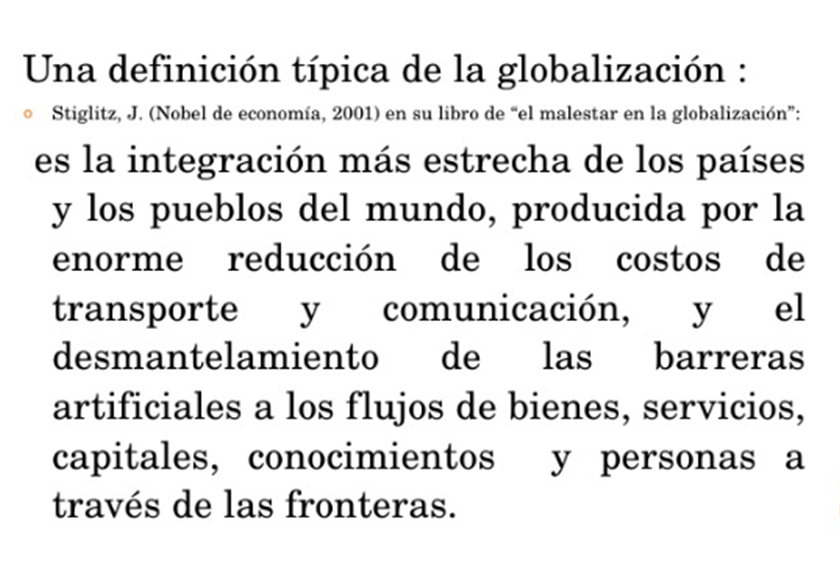 Una definición típica de la globalización :
Stiglitz, J. (Nobel de economía, 2001) en su libro de “el malestar en la globalización”:
es la integración más estrecha de los países
y los pueblos del mundo, producida por la
enorme reducción de los costos de
transporte y comunicación, y el
desmantelamiento de las barreras
artificiales a los flujos de bienes, servicios,
capitales, conocimientos y personas a
través de las fronteras.